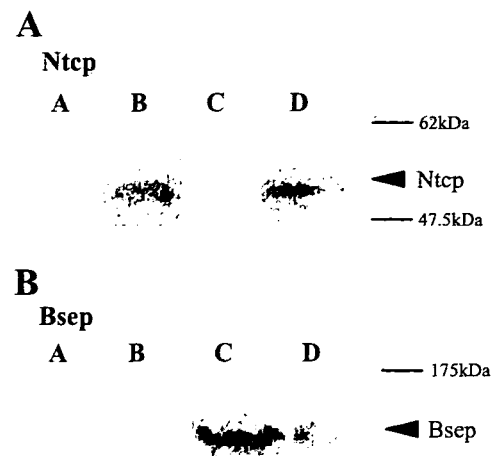 A
Ntcp
A B C D
62kDa
Ntcp
47.5kDa
B
Bsep
A B C D
175kDa
Bsep